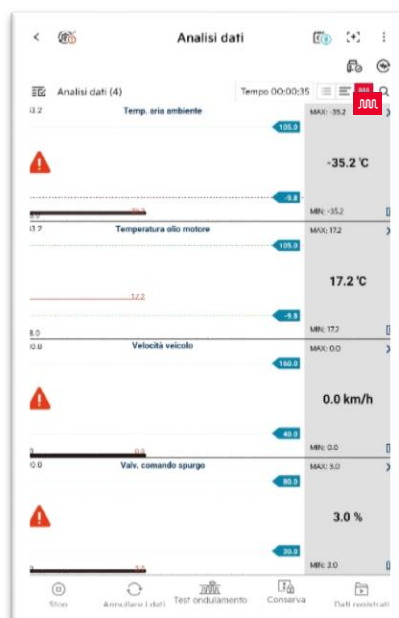 Analisi dati
Analisi dati (4)
Tempo 00:00:35
Temp. aria ambiente
MAX: -35.2
105.0
-35.2 °C
-9.8
MIN: -35.2
Temperatura olio motore
MAX: 17.2
105.0
17.2 °C
17.2
-9.8
MIN: 17.2
Velocità veicolo
MAX: 0.0
160.0
0.0 km/h
40.0
MIN: 0.0
Valv. comando spurgo
MAX: 3.0
80.0
3.0 %
20.0
MIN: 3.0
Stop
Annullare i dati
Test ondulamento
Conserva
Dati registrati